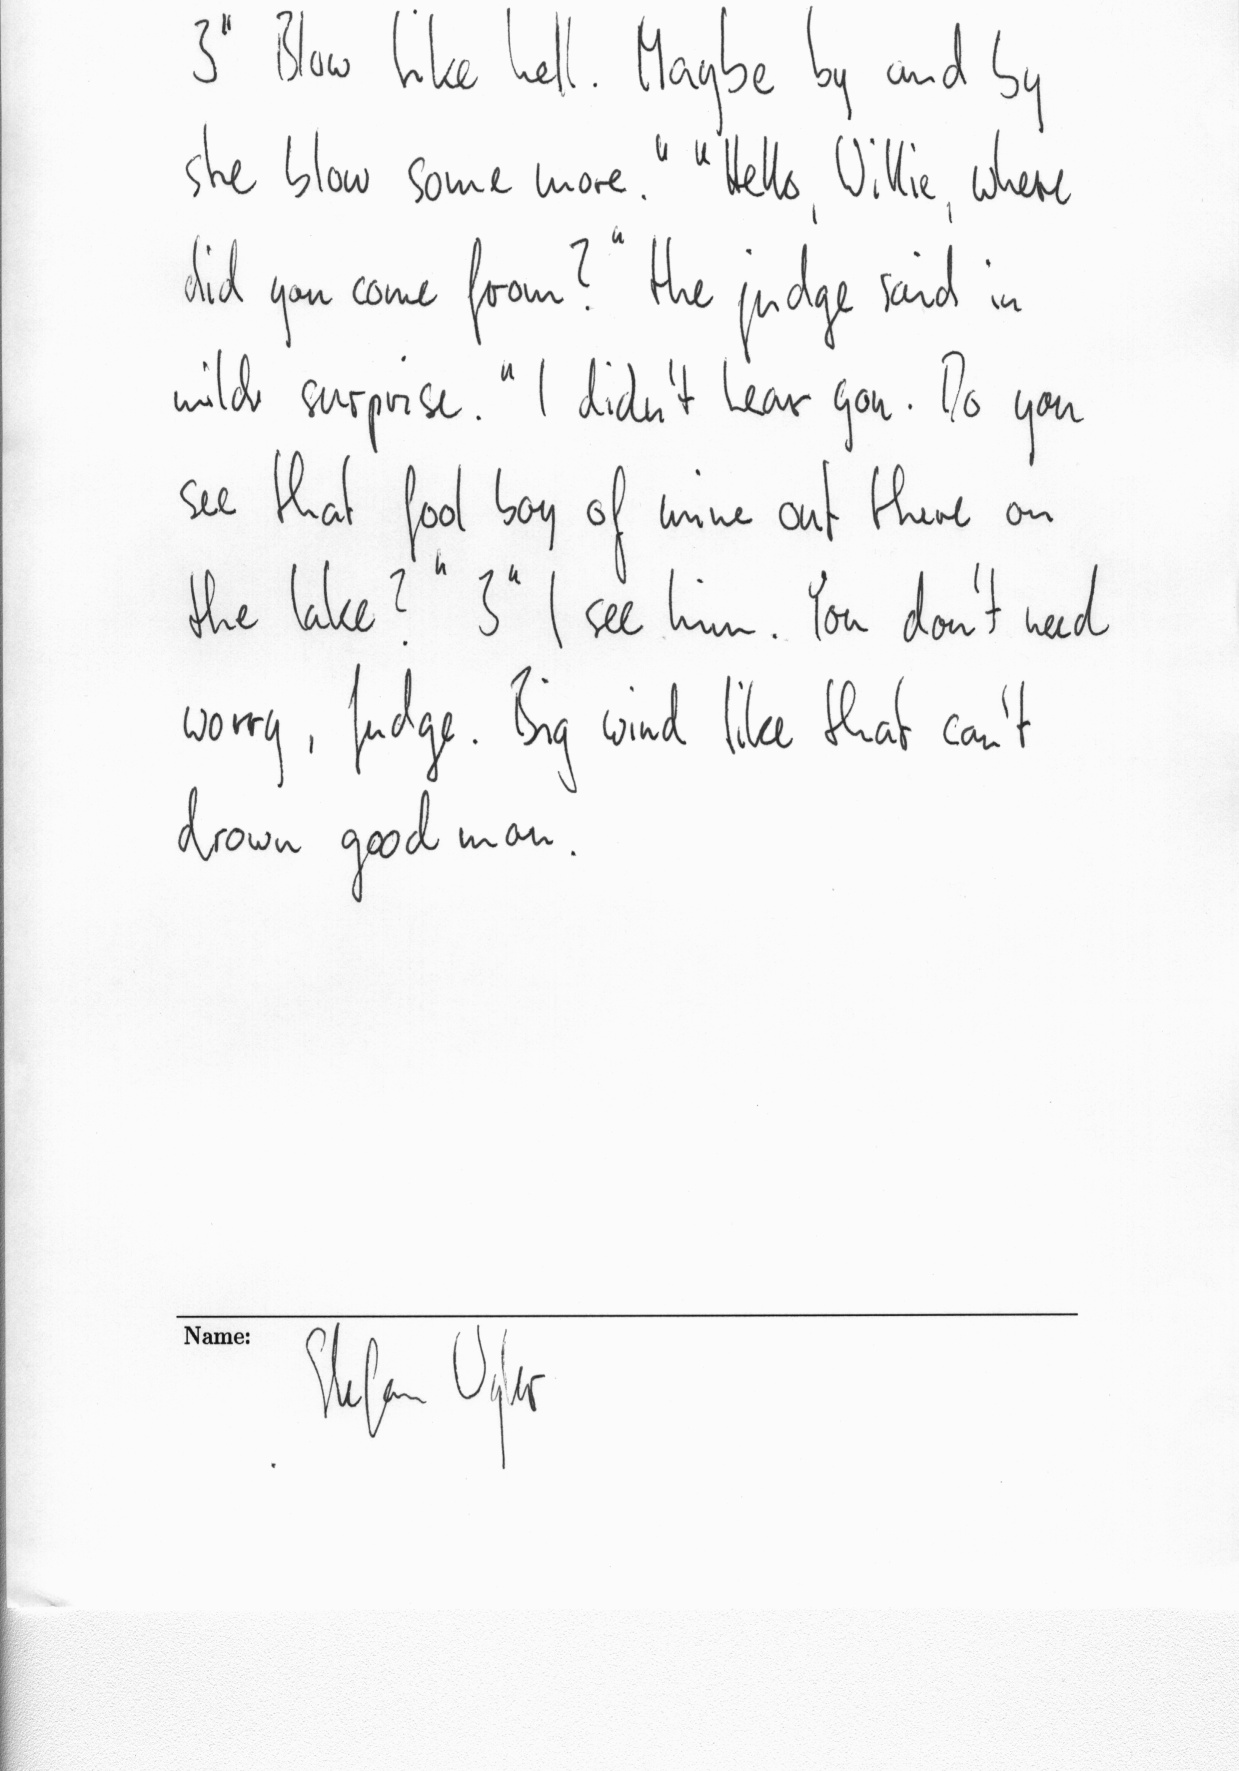 3" Blow like hell. Maybe by and by
she blow some more." "Hello, Willie, where
did you come from?" the judge said in
mild surprise. "I didn't hear you. Do you
see that fool boy of mine out there on
the lake?" 3" I see him. You don't need
worry, Judge. Big wind like that can't
drown good man.
Name:
Stefan